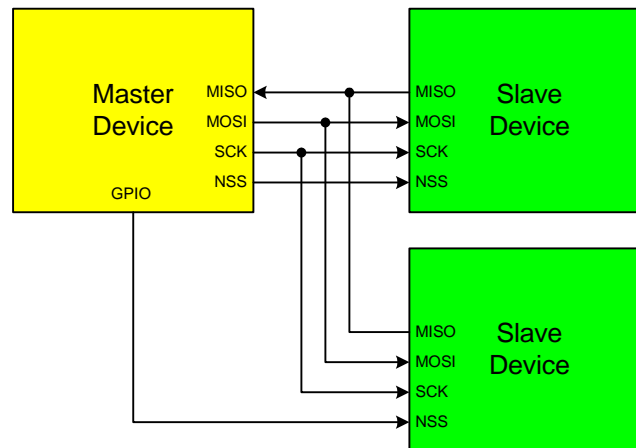 Master
Device
MISO
MOSI
SCK
NSS
GPIO
MISO
MOSI
SCK
NSS
Slave
Device
MISO
MOSI
SCK
NSS
Slave
Device